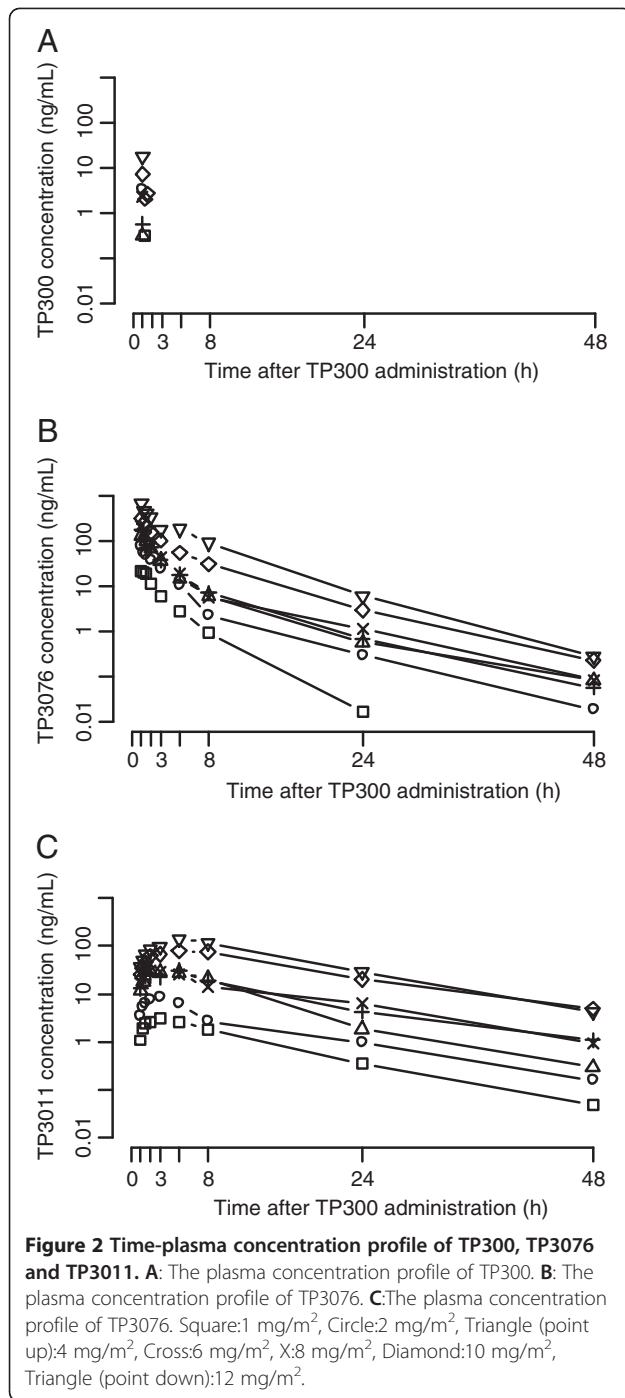 A
TP300 concentration (ng/mL)
100
10
1
0.01
0 3 8 24 48
Time after TP300 administration (h)
B
TP3076 concentration (ng/mL)
100
10
1
0.01
0 3 8 24 48
Time after TP300 administration (h)
C
TP3011 concentration (ng/mL)
100
10
1
0.01
0 3 8 24 48
Time after TP300 administration (h)
Figure 2 Time-plasma concentration profile of TP300, TP3076
and TP3011. A: The plasma concentration profile of TP300. B: The
plasma concentration profile of TP3076. C:The plasma concentration
profile of TP3076. Square:1 mg/m², Circle:2 mg/m², Triangle (point
up):4 mg/m², Cross:6 mg/m², X:8 mg/m², Diamond:10 mg/m²,
Triangle (point down):12 mg/m².